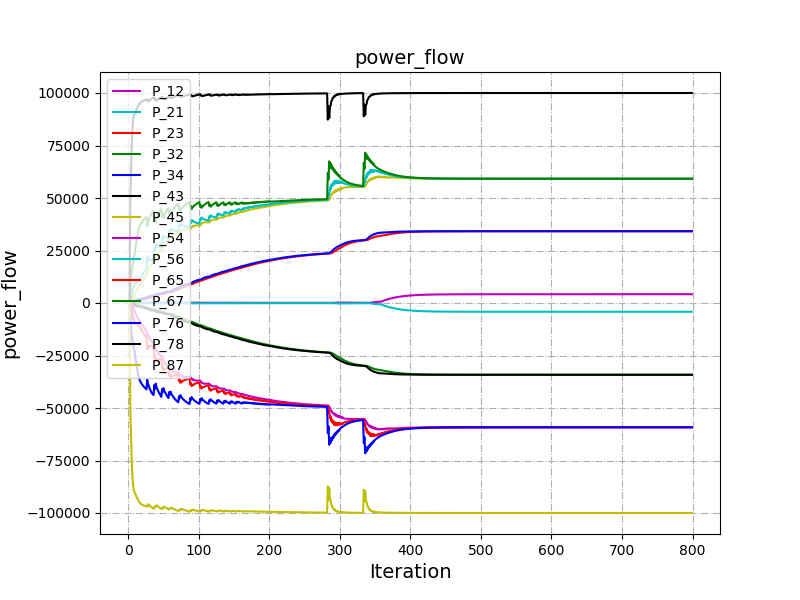 power_flow
100000
75000
50000
25000
0
−25000
−50000
−75000
−100000
power_flow
P_12
P_21
P_23
P_32
P_34
P_43
P_45
P_54
P_56
P_65
P_67
P_76
P_78
P_87
0 100 200 300 400 500 600 700 800
Iteration